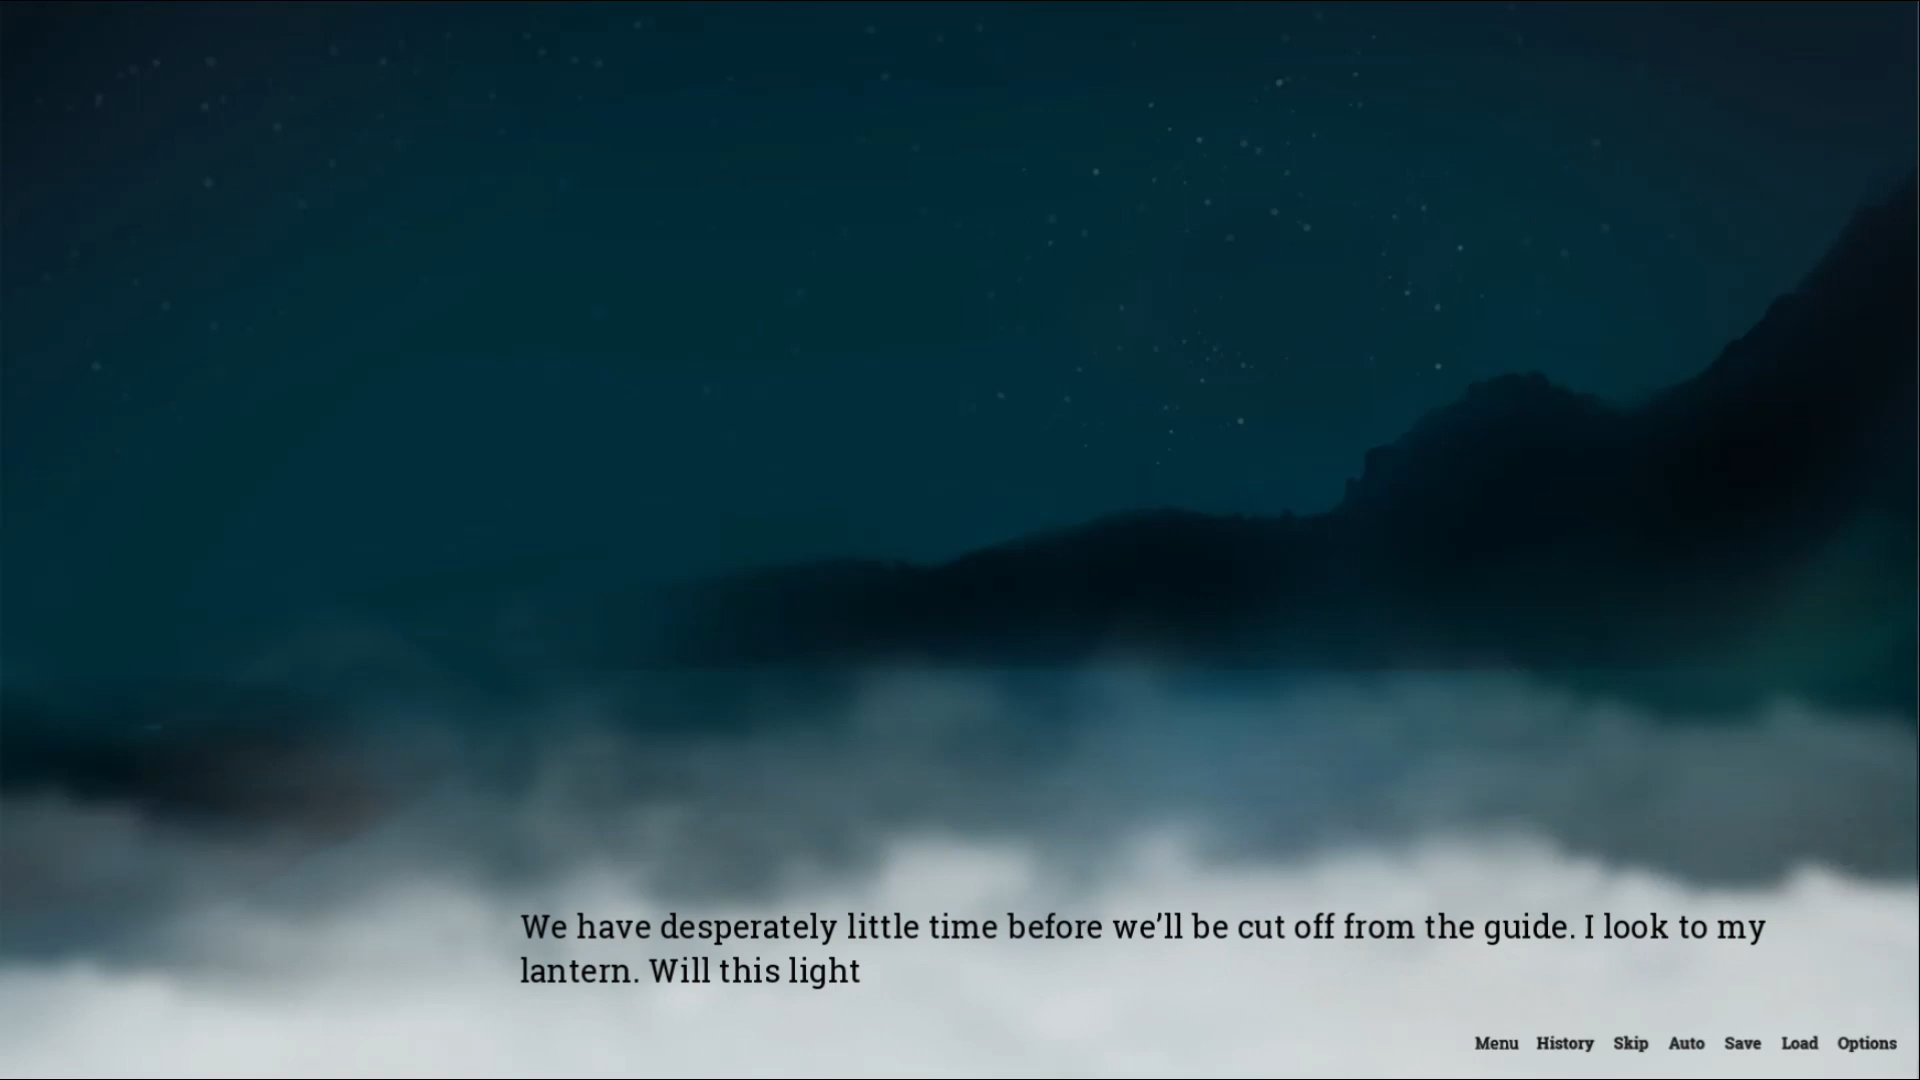 We have desperately little time before we’ll be cut off from the guide. I look to my
lantern. Will this light
Menu History Skip Auto Save Load Options